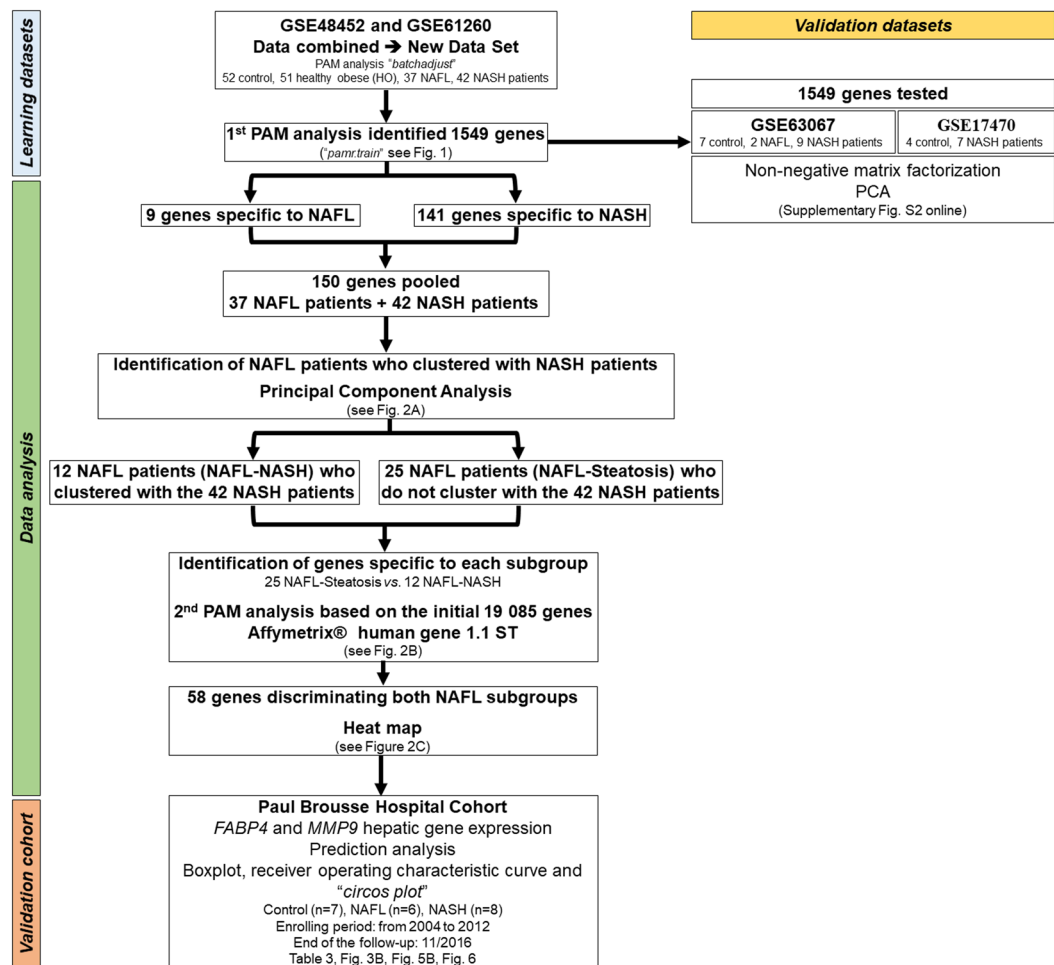 Learning datasets
GSE48452 and GSE61260
Data combined ➔ New Data Set
PAM analysis "batchadjust"
52 control, 51 healthy obese (HO), 37 NAFL, 42 NASH patients
1st PAM analysis identified 1549 genes
("pamr.train" see Fig. 1)
Validation datasets
1549 genes tested
GSE63067
7 control, 2 NAFL, 9 NASH patients
GSE17470
4 control, 7 NASH patients
Non-negative matrix factorization
PCA
(Supplementary Fig. S2 online)
Data analysis
9 genes specific to NAFL
141 genes specific to NASH
150 genes pooled
37 NAFL patients + 42 NASH patients
Identification of NAFL patients who clustered with NASH patients
Principal Component Analysis
(see Fig. 2A)
12 NAFL patients (NAFL-NASH) who
clustered with the 42 NASH patients
25 NAFL patients (NAFL-Steatosis) who
do not cluster with the 42 NASH patients
Identification of genes specific to each subgroup
25 NAFL-Steatosis vs. 12 NAFL-NASH
2nd PAM analysis based on the initial 19 085 genes
Affymetrix® human gene 1.1 ST
(see Fig. 2B)
58 genes discriminating both NAFL subgroups
Heat map
(see Figure 2C)
Validation cohort
Paul Brousse Hospital Cohort
FABP4 and MMP9 hepatic gene expression
Prediction analysis
Boxplot, receiver operating characteristic curve and
"circos plot"
Control (n=7), NAFL (n=6), NASH (n=8)
Enrolling period: from 2004 to 2012
End of the follow-up: 11/2016
Table 3, Fig. 3B, Fig. 5B, Fig. 6